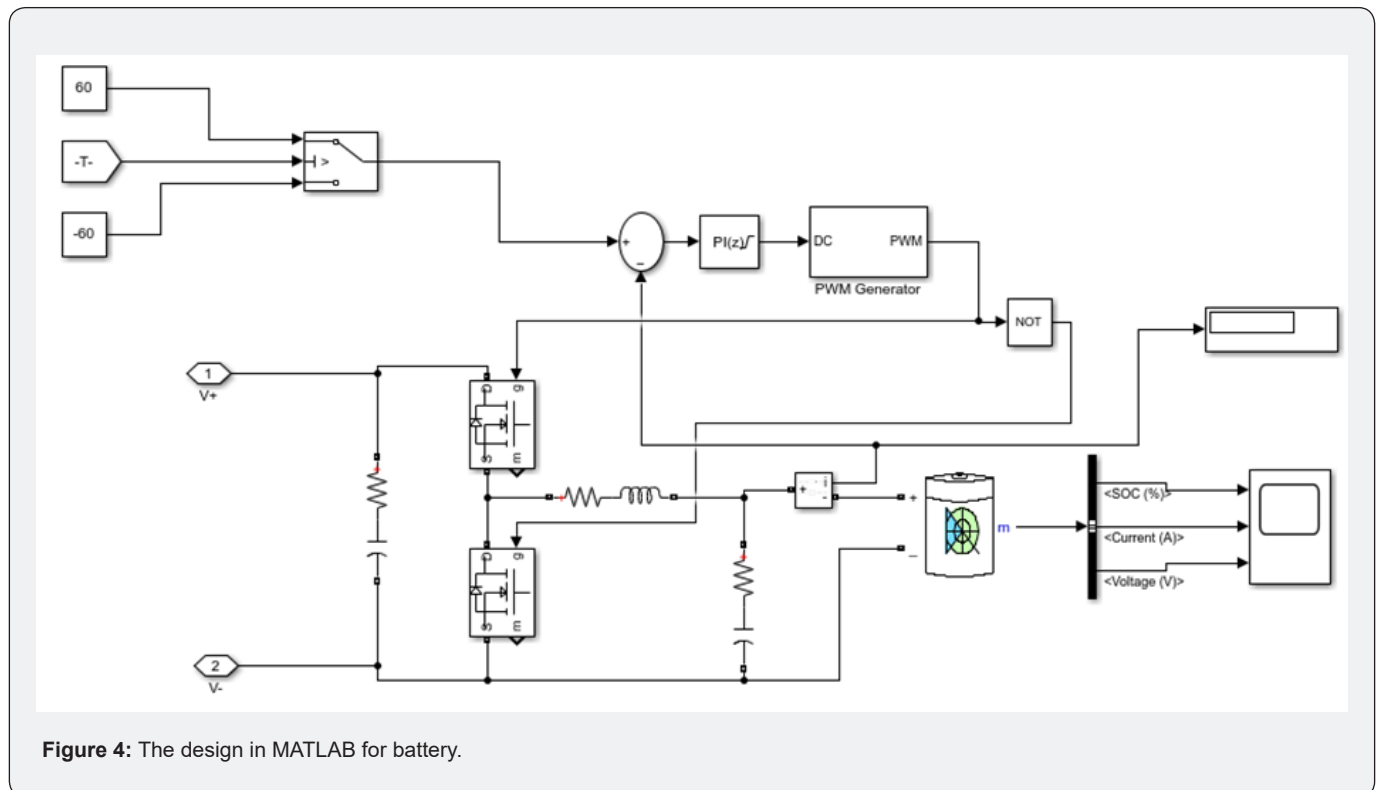 60
-T-
>
-60
+
−
PI(z)
DC
PWM
PWM Generator
NOT
1
V+
D
g
S
m
+
-
i
+
−
m
<SOC (%)>
<Current (A)>
<Voltage (V)>
D
g
S
m
2
V-
Figure 4: The design in MATLAB for battery.